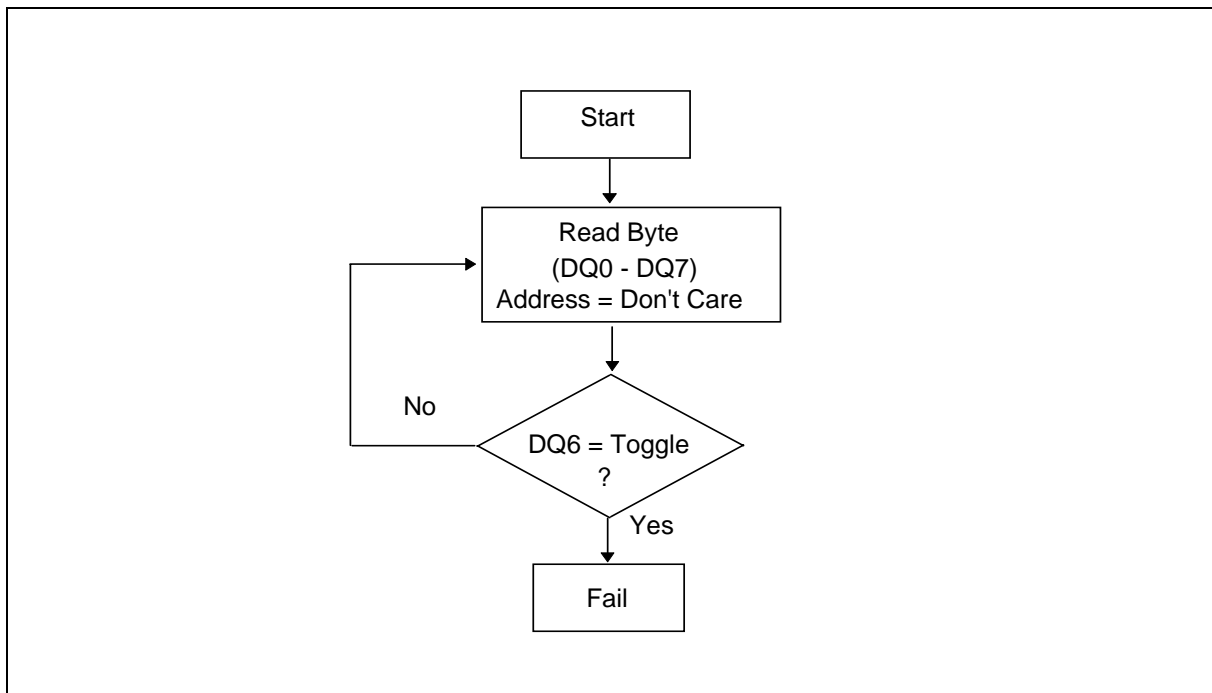 Start
Read Byte
(DQ0 - DQ7)
Address = Don't Care
No
DQ6 = Toggle
?
Yes
Fail